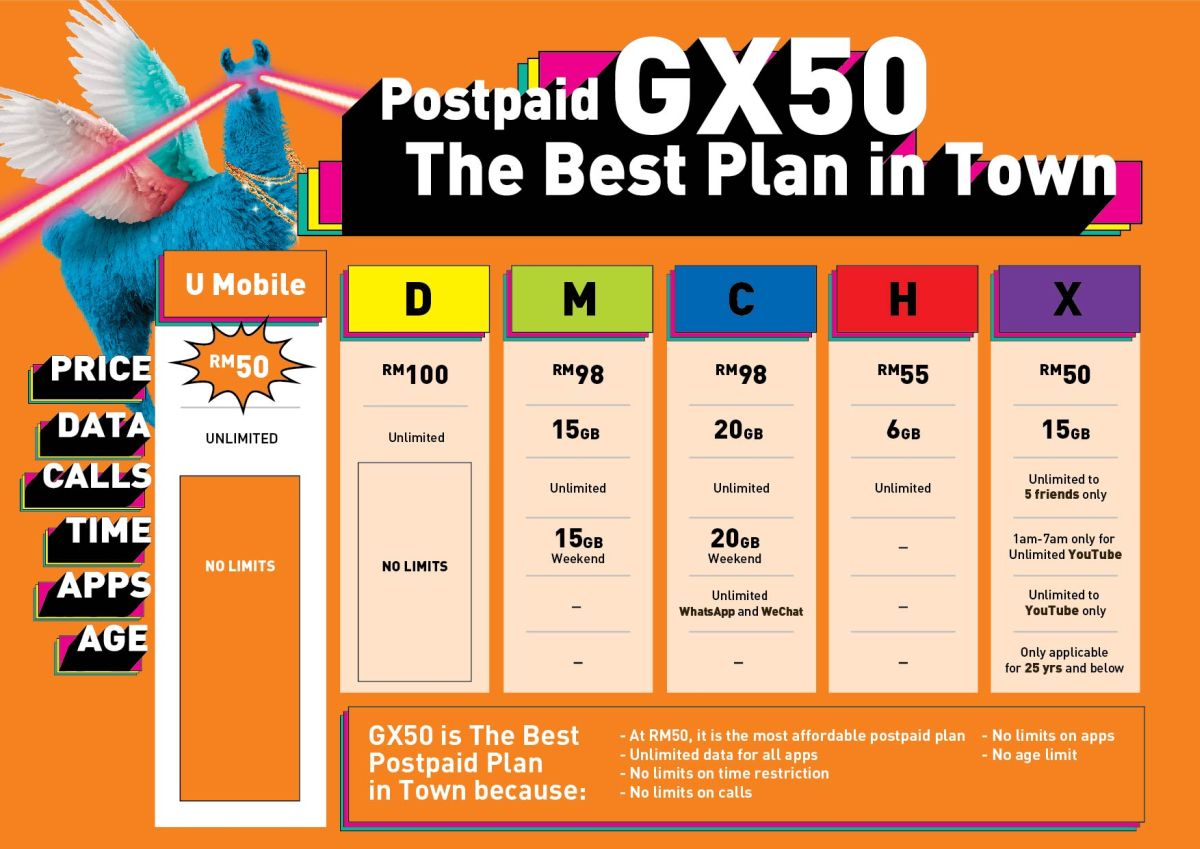 Postpaid GX50
The Best Plan in Town
U Mobile
D
M
C
H
X
PRICE
RM50
RM100
RM98
RM98
RM55
RM50
DATA
UNLIMITED
Unlimited
15GB
20GB
6GB
15GB
CALLS
Unlimited
Unlimited
Unlimited
Unlimited to
5 friends only
TIME
15GB
Weekend
20GB
Weekend
–
1am-7am only for
Unlimited YouTube
NO LIMITS
NO LIMITS
APPS
–
Unlimited
WhatsApp and WeChat
–
Unlimited to
YouTube only
AGE
–
–
–
Only applicable
for 25 yrs and below
GX50 is The Best
Postpaid Plan
in Town because:
- At RM50, it is the most affordable postpaid plan
- Unlimited data for all apps
- No limits on time restriction
- No limits on calls
- No limits on apps
- No age limit